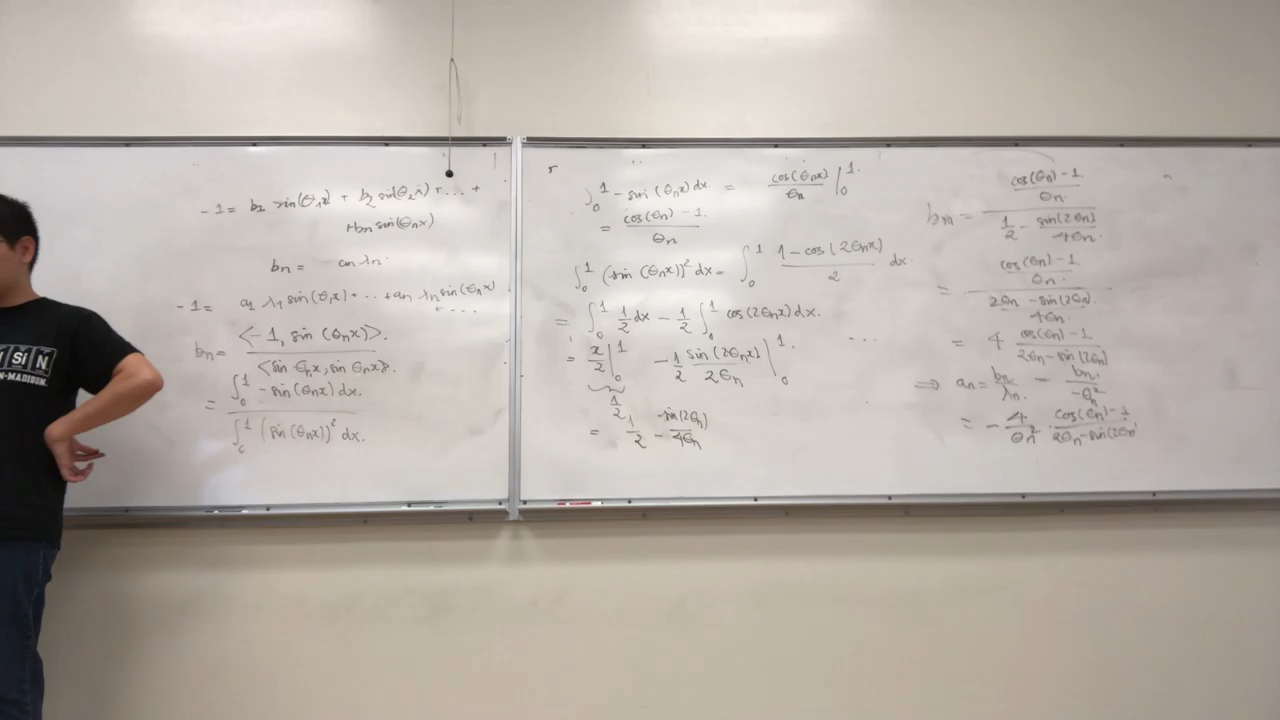 SiN
N-MADISON.
-1 = b₁ sin(θ₁x) + b₂ sin(θ₂x) + ... +
+bₙ sin(θₙx)
bₙ = aₙ λₙ.
-1 = a₁ λ₁ sin(θ₁x) + ... + aₙ λₙ sin(θₙx)
+ ....
bₙ = <-1, sin(θₙx)>. / <sin θₙx, sin θₙx>.
= ∫₀¹ -sin(θₙx) dx. / ∫₀¹ (sin(θₙx))² dx.
∫₀¹ -sin(θₙx) dx. = cos(θₙx)/θₙ |₀¹.
= (cos(θₙ) - 1.)/θₙ
∫₀¹ (sin(θₙx))² dx = ∫₀¹ (1 - cos(2θₙx))/2 dx.
= ∫₀¹ 1/2 dx - 1/2 ∫₀¹ cos(2θₙx) dx.
= x/2 |₀¹ - 1/2 sin(2θₙx)/2θₙ |₀¹. ...
1/2
= 1/2 - sin(2θₙ)/4θₙ
bₙ = ((cos(θₙ) - 1.)/θₙ.) / (1/2 - sin(2θₙ)/4θₙ.)
= ((cos(θₙ) - 1)/θₙ.) / ((2θₙ - sin(2θₙ).)/4θₙ.)
= 4 (cos(θₙ) - 1)/(2θₙ - sin(2θₙ))
⇒ aₙ = bₙ/λₙ. = bₙ./-θₙ²
= -4/θₙ² · (cos(θₙ) - 1)/(2θₙ - sin(2θₙ)